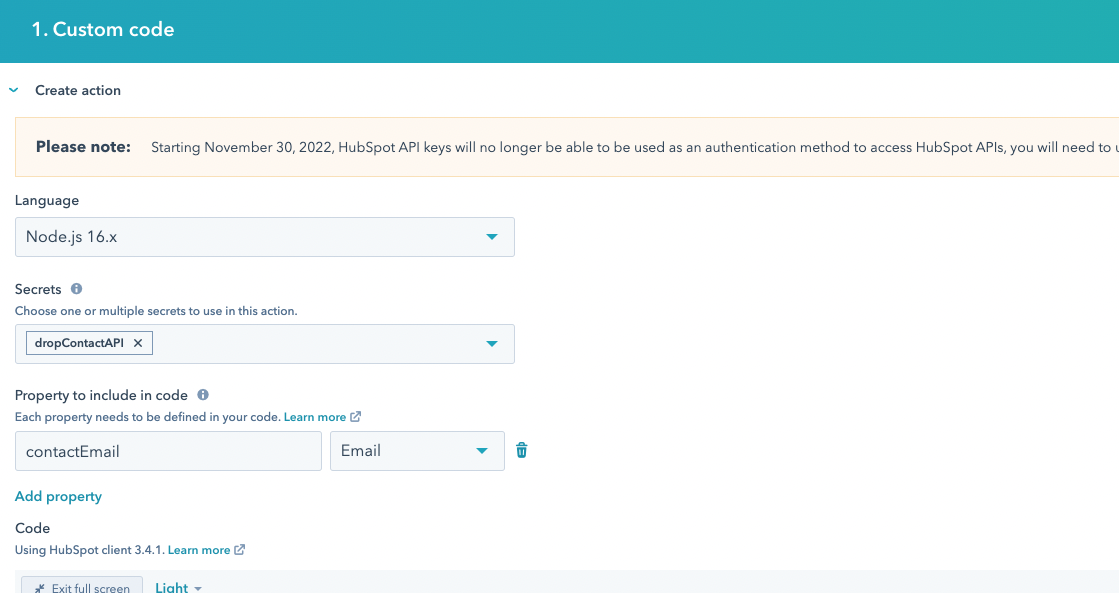 1. Custom code
Create action
Please note: Starting November 30, 2022, HubSpot API keys will no longer be able to be used as an authentication method to access HubSpot APIs, you will need to
Language
Node.js 16.x
Secrets
Choose one or multiple secrets to use in this action.
dropContactAPI
Property to include in code
Each property needs to be defined in your code. Learn more
contactEmail Email
Add property
Code
Using HubSpot client 3.4.1. Learn more
Exit full screen Light